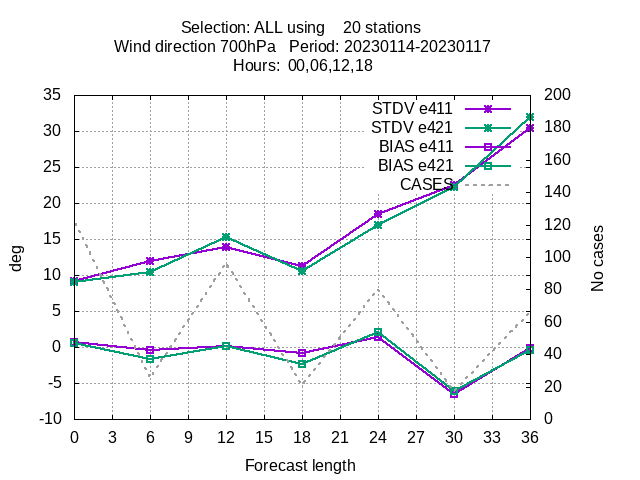 Selection: ALL using 20 stations
Wind direction 700hPa Period: 20230114-20230117
Hours: 00,06,12,18
35
30
25
20
15
10
5
0
-5
-10
deg
STDV e411
STDV e421
BIAS e411
BIAS e421
CASES
200
180
160
140
120
100
80
60
40
20
0
No cases
0 3 6 9 12 15 18 21 24 27 30 33 36
Forecast length